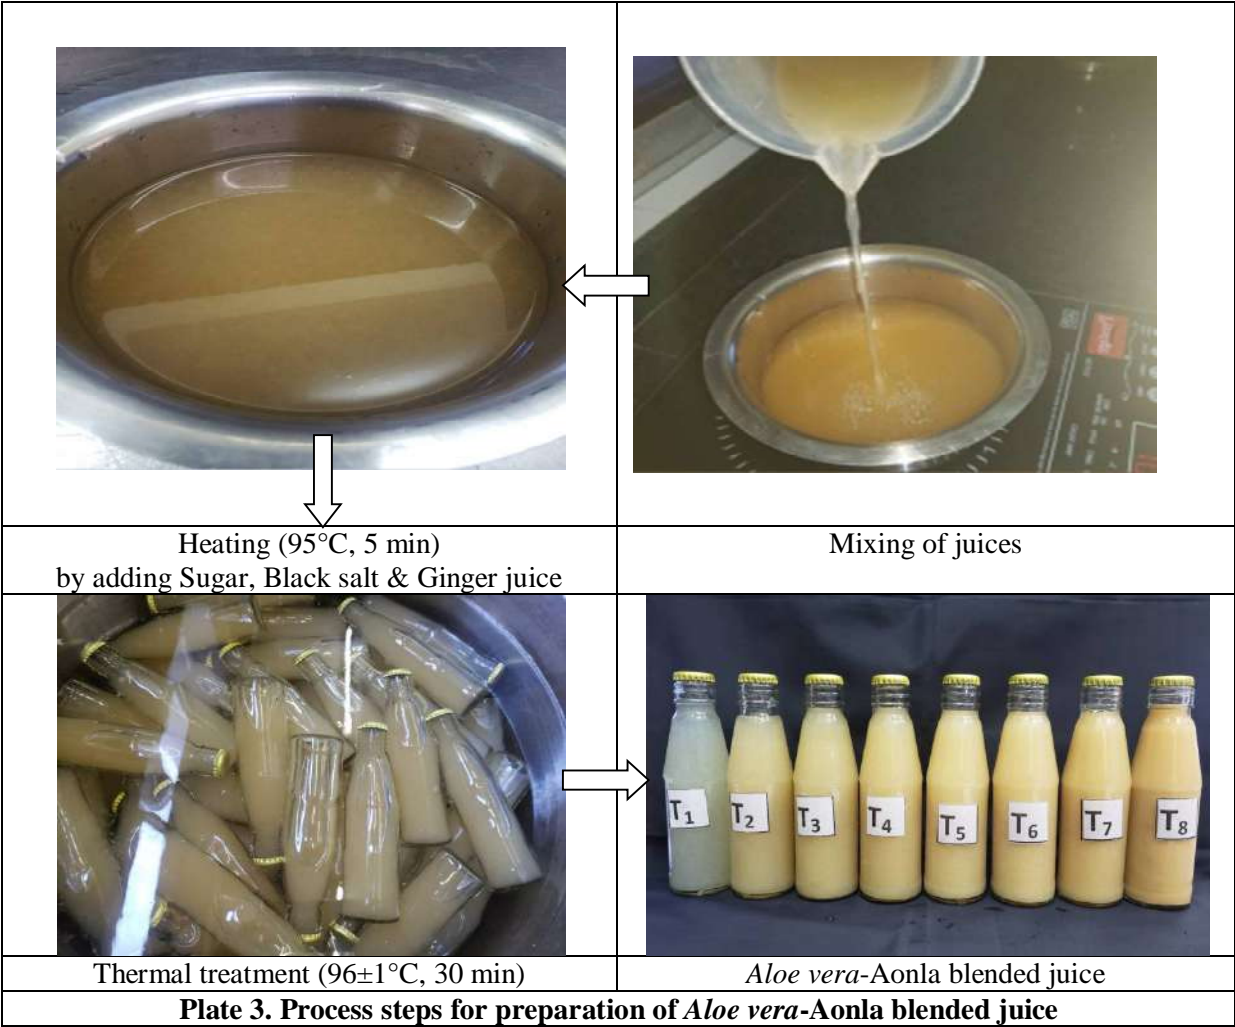 Heating (95°C, 5 min)
by adding Sugar, Black salt & Ginger juice
Mixing of juices
T1
T2
T3
T4
T5
T6
T7
T8
Thermal treatment (96±1°C, 30 min)
Aloe vera-Aonla blended juice
Plate 3. Process steps for preparation of Aloe vera-Aonla blended juice